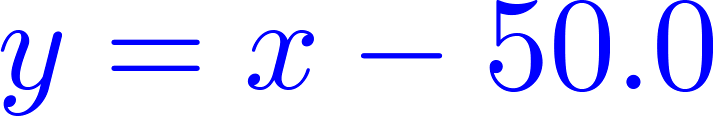 y = x − 50.0